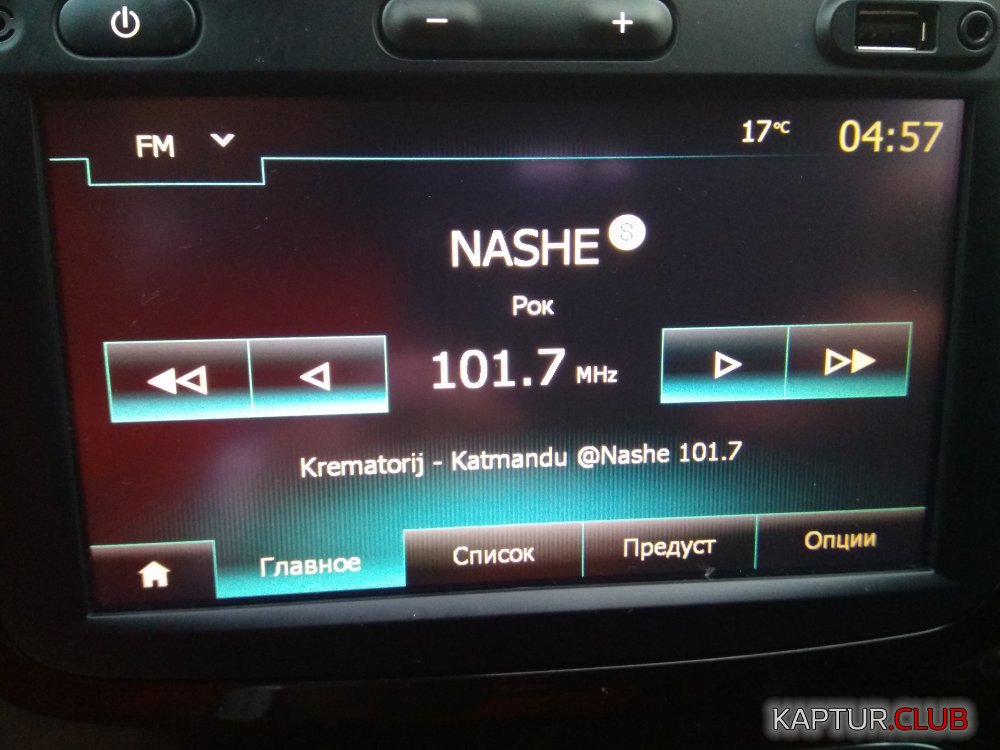 FM 17°C 04:57
NASHE 8
Рок
101.7 MHz
Krematorij - Katmandu @Nashe 101.7
Главное Список Предуст Опции
KAPTUR.CLUB